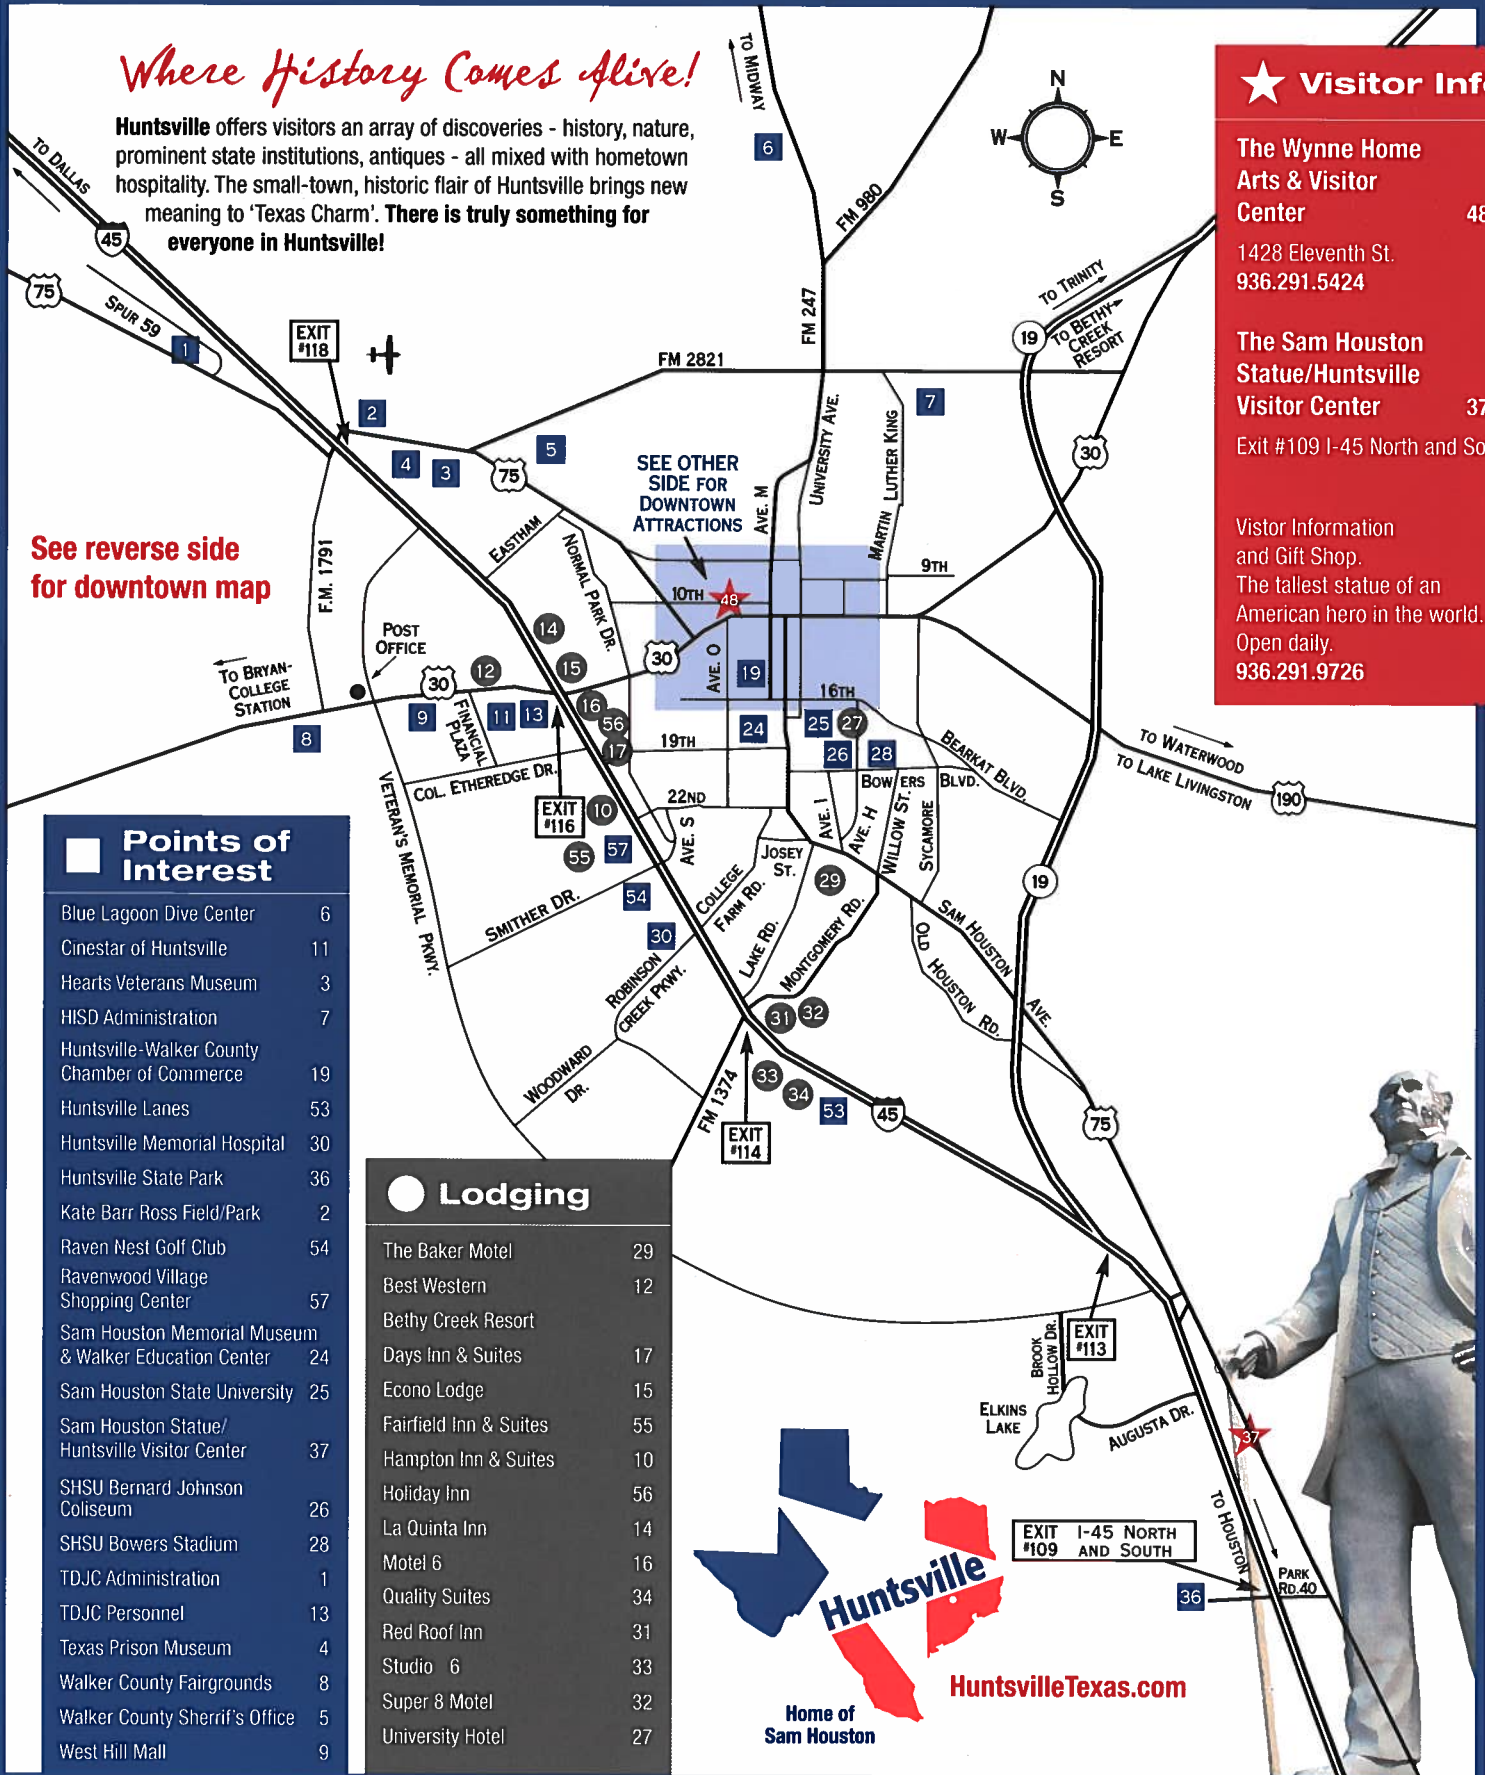 Where History Comes Alive!
Huntsville offers visitors an array of discoveries - history, nature,
prominent state institutions, antiques - all mixed with hometown
hospitality. The small-town, historic flair of Huntsville brings new
meaning to 'Texas Charm'. There is truly something for
everyone in Huntsville!
TO MIDWAY
6
N
W E
S
★ Visitor Inf
The Wynne Home
Arts & Visitor
Center 48
1428 Eleventh St.
936.291.5424
The Sam Houston
Statue/Huntsville
Visitor Center 37
Exit #109 I-45 North and So
Vistor Information
and Gift Shop.
The tallest statue of an
American hero in the world.
Open daily.
936.291.9726
TO DALLAS
45
75
SPUR 59
1
EXIT
#118
FM 980
FM 247
FM 2821
TO TRINITY
19
TO BETHY
CREEK
RESORT
30
2
4
3
75
5
7
UNIVERSITY AVE.
MARTIN LUTHER KING
AVE. M
SEE OTHER
SIDE FOR
DOWNTOWN
ATTRACTIONS
See reverse side
for downtown map
F.M. 1791
EASTHAM
NORMAL PARK DR.
9TH
10TH
48
POST
OFFICE
14
15
12
30
30
AVE. O
19
16TH
TO BRYAN-
COLLEGE
STATION
8
9
FINANCIAL
PLAZA
11
13
16
56
17
19TH
24
25
27
26
28
BEARKAT BLVD.
TO WATERWOOD
TO LAKE LIVINGSTON
190
COL. ETHEREDGE DR.
VETERAN'S MEMORIAL PKWY.
EXIT
#116
10
22ND
AVE. S
AVE. I
AVE. H
BOWERS BLVD.
WILLOW ST.
SYCAMORE
55
57
JOSEY
ST.
29
19
SMITHER DR.
54
30
COLLEGE
FARM RD.
LAKE RD.
MONTGOMERY RD.
SAM HOUSTON
AVE.
OLD
HOUSTON RD.
ROBINSON
CREEK PKWY.
31
32
WOODWARD
DR.
FM 1374
33
34
53
45
EXIT
#114
75
Points of
Interest
Blue Lagoon Dive Center 6
Cinestar of Huntsville 11
Hearts Veterans Museum 3
HISD Administration 7
Huntsville-Walker County
Chamber of Commerce 19
Huntsville Lanes 53
Huntsville Memorial Hospital 30
Huntsville State Park 36
Kate Barr Ross Field/Park 2
Raven Nest Golf Club 54
Ravenwood Village
Shopping Center 57
Sam Houston Memorial Museum
& Walker Education Center 24
Sam Houston State University 25
Sam Houston Statue/
Huntsville Visitor Center 37
SHSU Bernard Johnson
Coliseum 26
SHSU Bowers Stadium 28
TDJC Administration 1
TDJC Personnel 13
Texas Prison Museum 4
Walker County Fairgrounds 8
Walker County Sherrif's Office 5
West Hill Mall 9
Lodging
The Baker Motel 29
Best Western 12
Bethy Creek Resort
Days Inn & Suites 17
Econo Lodge 15
Fairfield Inn & Suites 55
Hampton Inn & Suites 10
Holiday Inn 56
La Quinta Inn 14
Motel 6 16
Quality Suites 34
Red Roof Inn 31
Studio 6 33
Super 8 Motel 32
University Hotel 27
BROOK
HOLLOW DR.
EXIT
#113
ELKINS
LAKE
AUGUSTA DR.
37
TO HOUSTON
EXIT I-45 NORTH
#109 AND SOUTH
PARK
RD.40
36
Huntsville
HuntsvilleTexas.com
Home of
Sam Houston